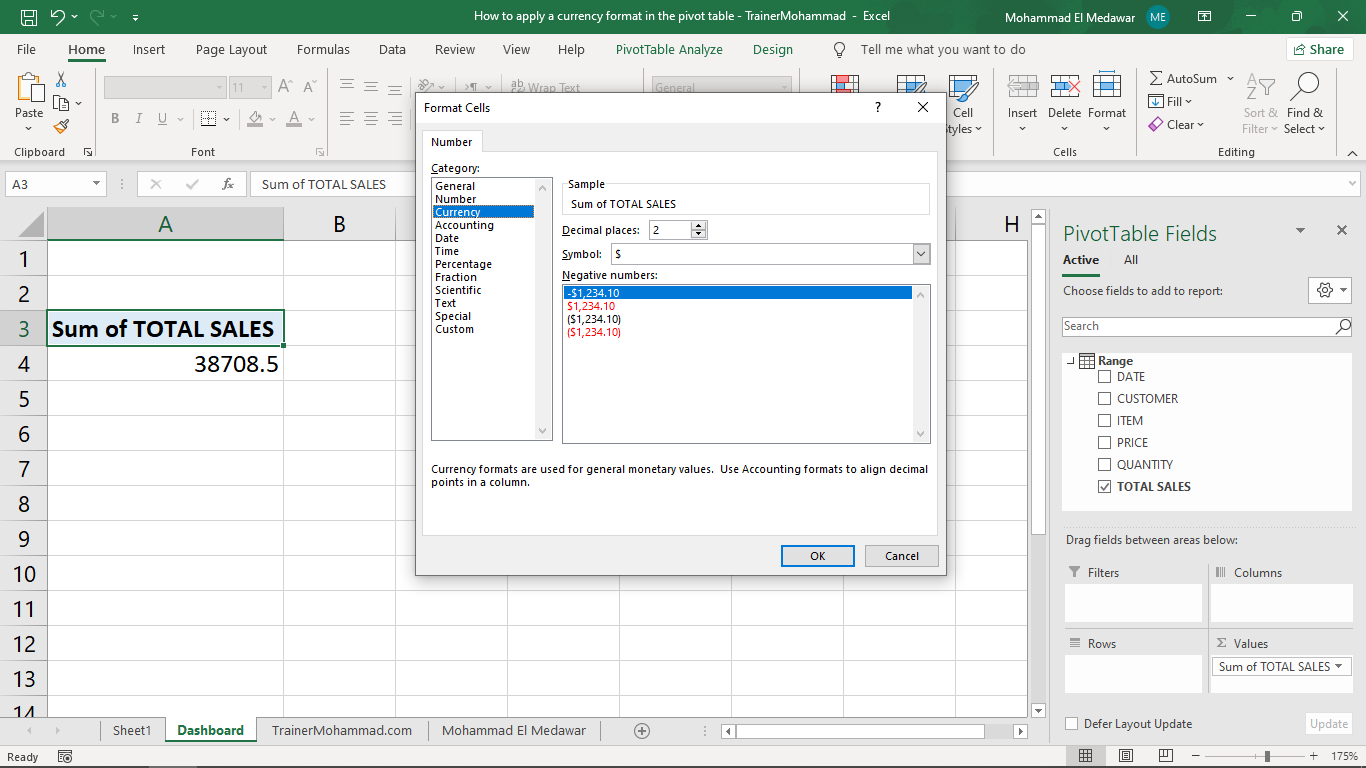 How to apply a currency format in the pivot table - TrainerMohammad - Excel
Mohammad El Medawar ME
File Home Insert Page Layout Formulas Data Review View Help PivotTable Analyze Design Tell me what you want to do Share
Paste
Clipboard
11 A A
B I U A
Font
ab Wrap Text
General
Cell
Styles
Insert Delete Format
Cells
AutoSum
Fill
Clear
Sort &
Filter
Find &
Select
Editing
A3 fx Sum of TOTAL SALES
A B H
1
2
3 Sum of TOTAL SALES
4 38708.5
5
6
7
8
9
10
11
12
13
14
Format Cells ?
Number
Category:
General
Number
Currency
Accounting
Date
Time
Percentage
Fraction
Scientific
Text
Special
Custom
Sample
Sum of TOTAL SALES
Decimal places: 2
Symbol: $
Negative numbers:
-$1,234.10
$1,234.10
($1,234.10)
($1,234.10)
Currency formats are used for general monetary values. Use Accounting formats to align decimal
points in a column.
OK Cancel
PivotTable Fields
Active All
Choose fields to add to report:
Search
Range
DATE
CUSTOMER
ITEM
PRICE
QUANTITY
TOTAL SALES
Drag fields between areas below:
Filters Columns
Rows Σ Values
Sum of TOTAL SALES
Defer Layout Update Update
Sheet1 Dashboard TrainerMohammad.com Mohammad El Medawar
Ready
175%